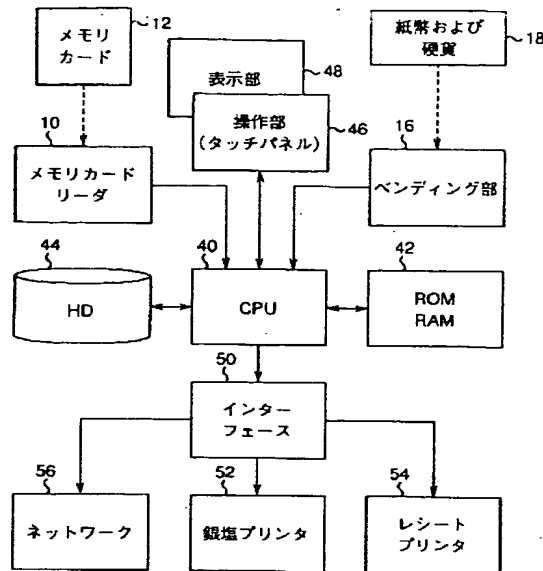 メモリ
カード
12
紙幣および
硬貨
18
表示部
48
操作部
(タッチパネル)
46
10
メモリカード
リーダ
16
ベンディング部
44
HD
40
CPU
42
ROM
RAM
50
インター
フェース
56
ネットワーク
52
銀塩プリンタ
54
レシート
プリンタ